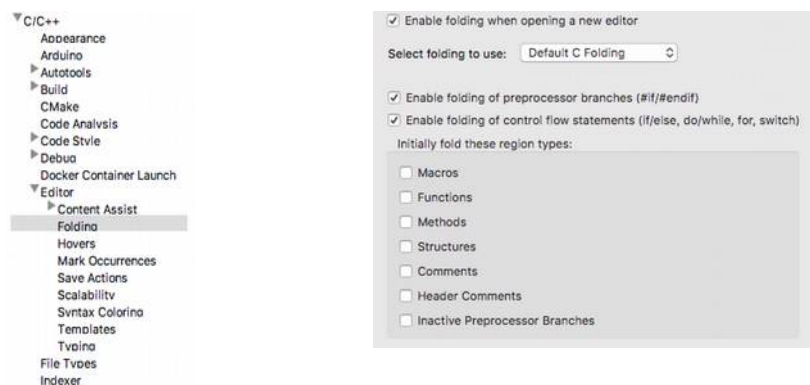 C/C++
Appearance
Arduino
Autotools
Build
CMake
Code Analysis
Code Style
Debug
Docker Container Launch
Editor
Content Assist
Folding
Hovers
Mark Occurrences
Save Actions
Scalability
Syntax Coloring
Templates
Typing
File Types
Indexer
Enable folding when opening a new editor
Select folding to use: Default C Folding
Enable folding of preprocessor branches (#if/#endif)
Enable folding of control flow statements (if/else, do/while, for, switch)
Initially fold these region types:
Macros
Functions
Methods
Structures
Comments
Header Comments
Inactive Preprocessor Branches